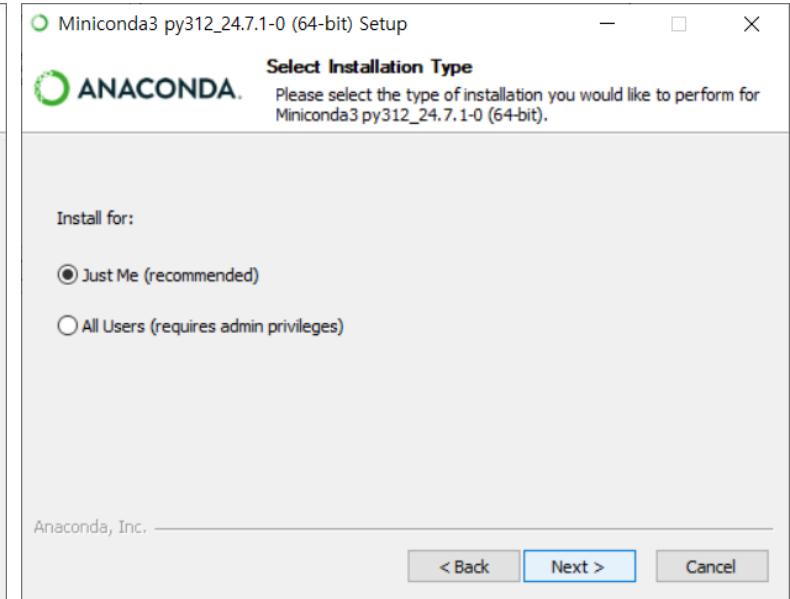 Miniconda3 py312_24.7.1-0 (64-bit) Setup
ANACONDA.
Select Installation Type
Please select the type of installation you would like to perform for
Miniconda3 py312_24.7.1-0 (64-bit).
Install for:
Just Me (recommended)
All Users (requires admin privileges)
Anaconda, Inc.
< Back
Next >
Cancel